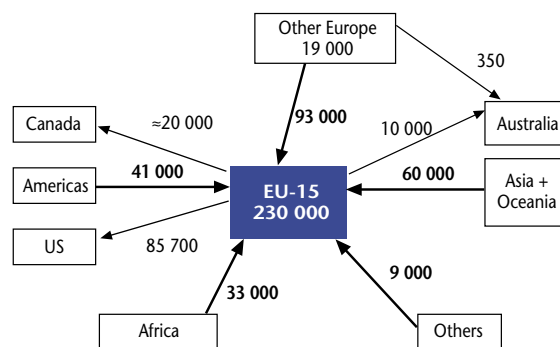 Other Europe
19 000
350
Canada
≈20 000
93 000
10 000
Australia
Americas
41 000
EU-15
230 000
60 000
Asia +
Oceania
US
85 700
33 000
9 000
Africa
Others